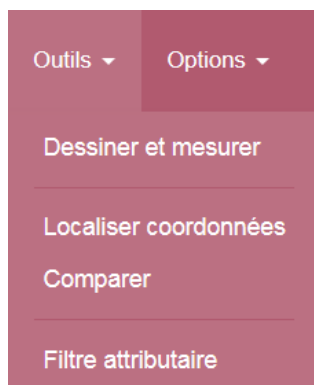 Outils Options
Dessiner et mesurer
Localiser coordonnées
Comparer
Filtre attributaire